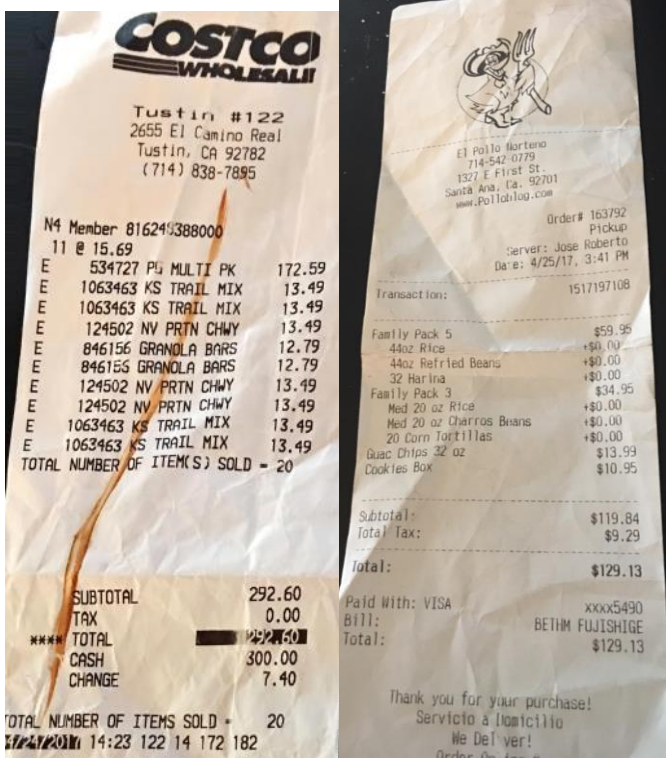 COSTCO
WHOLESALE
Tustin #122
2655 El Camino Real
Tustin, CA 92782
(714) 838-7895
N4 Member 816249388000
11 @ 15.69
E 534727 PG MULTI PK 172.59
E 1063463 KS TRAIL MIX 13.49
E 1063463 KS TRAIL MIX 13.49
E 124502 NV PRTN CHWY 13.49
E 846156 GRANOLA BARS 12.79
E 846156 GRANOLA BARS 12.79
E 124502 NV PRTN CHWY 13.49
E 124502 NV PRTN CHWY 13.49
E 1063463 KS TRAIL MIX 13.49
E 1063463 KS TRAIL MIX 13.49
TOTAL NUMBER OF ITEM(S) SOLD = 20
SUBTOTAL 292.60
TAX 0.00
**** TOTAL 292.60
CASH 300.00
CHANGE 7.40
TOTAL NUMBER OF ITEMS SOLD = 20
4/24/2017 14:23 122 14 172 182
El Pollo Norteno
714-542-0779
1327 E First St.
Santa Ana, Ca. 92701
www.Polloblog.com
Order# 163792
Pickup
Server: Jose Roberto
Date: 4/25/17, 3:41 PM
Transaction: 1517197108
Family Pack 5 $59.95
44oz Rice +$0.00
44oz Refried Beans +$0.00
32 Harina +$0.00
Family Pack 3 $34.95
Med 20 oz Rice +$0.00
Med 20 oz Charros Beans +$0.00
20 Corn Tortillas +$0.00
Guac Chips 32 oz $13.99
Cookies Box $10.95
Subtotal: $119.84
Total Tax: $9.29
Total: $129.13
Paid With: VISA xxxx5490
Bill: BETHM FUJISHIGE
Total: $129.13
Thank you for your purchase!
Servicio a Domicilio
We Deliver!